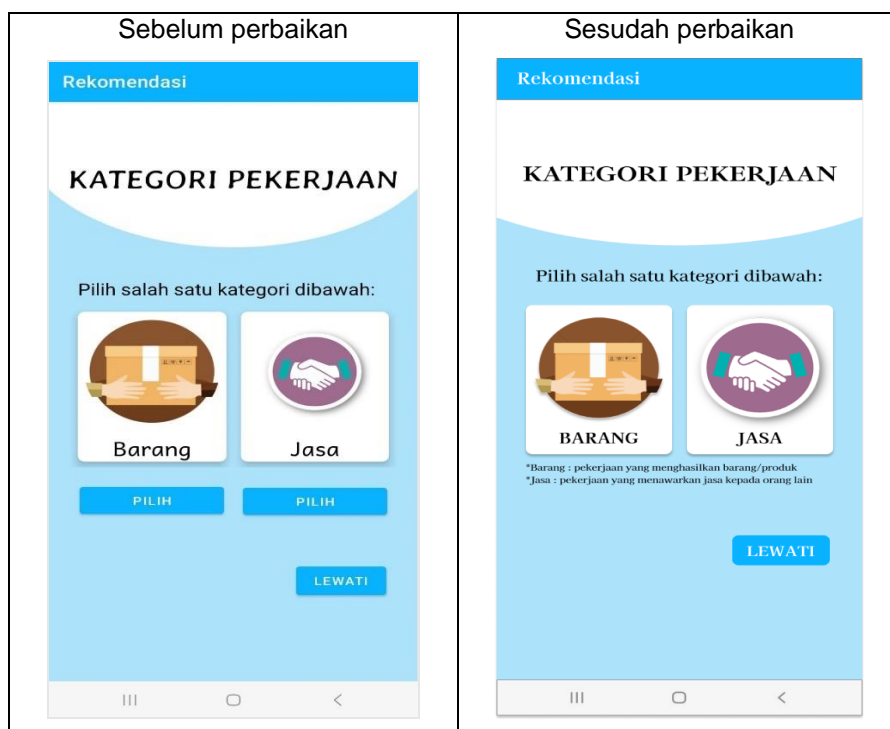 Sebelum perbaikan
Sesudah perbaikan
Rekomendasi
KATEGORI PEKERJAAN
Pilih salah satu kategori dibawah:
Barang
Jasa
PILIH
PILIH
LEWATI
Rekomendasi
KATEGORI PEKERJAAN
Pilih salah satu kategori dibawah:
BARANG
JASA
*Barang : pekerjaan yang menghasilkan barang/produk
*Jasa : pekerjaan yang menawarkan jasa kepada orang lain
LEWATI